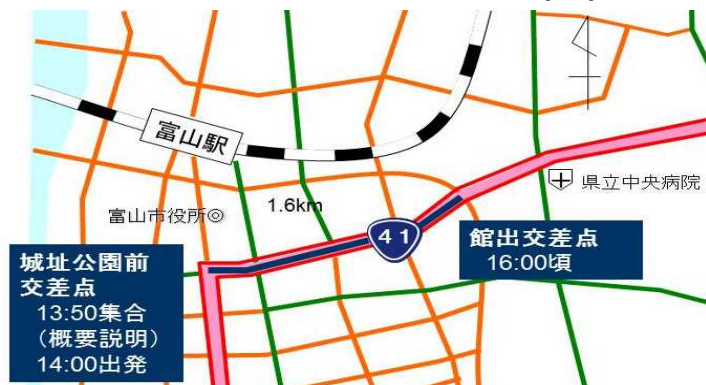 富山駅
県立中央病院
富山市役所◎
1.6km
41
館出交差点
16:00頃
城址公園前
交差点
13:50集合
（概要説明）
14:00出発